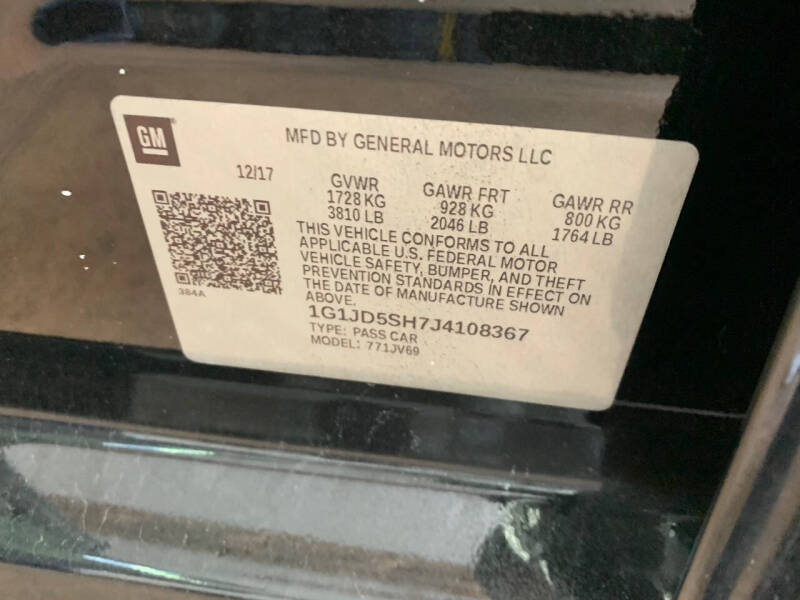 GM
MFD BY GENERAL MOTORS LLC
12/17
GVWR GAWR FRT GAWR RR
1728 KG 928 KG 800 KG
3810 LB 2046 LB 1764 LB
THIS VEHICLE CONFORMS TO ALL
APPLICABLE U.S. FEDERAL MOTOR
VEHICLE SAFETY, BUMPER, AND THEFT
PREVENTION STANDARDS IN EFFECT ON
THE DATE OF MANUFACTURE SHOWN
ABOVE.
384A
1G1JD5SH7J4108367
TYPE: PASS CAR
MODEL: 771JV69